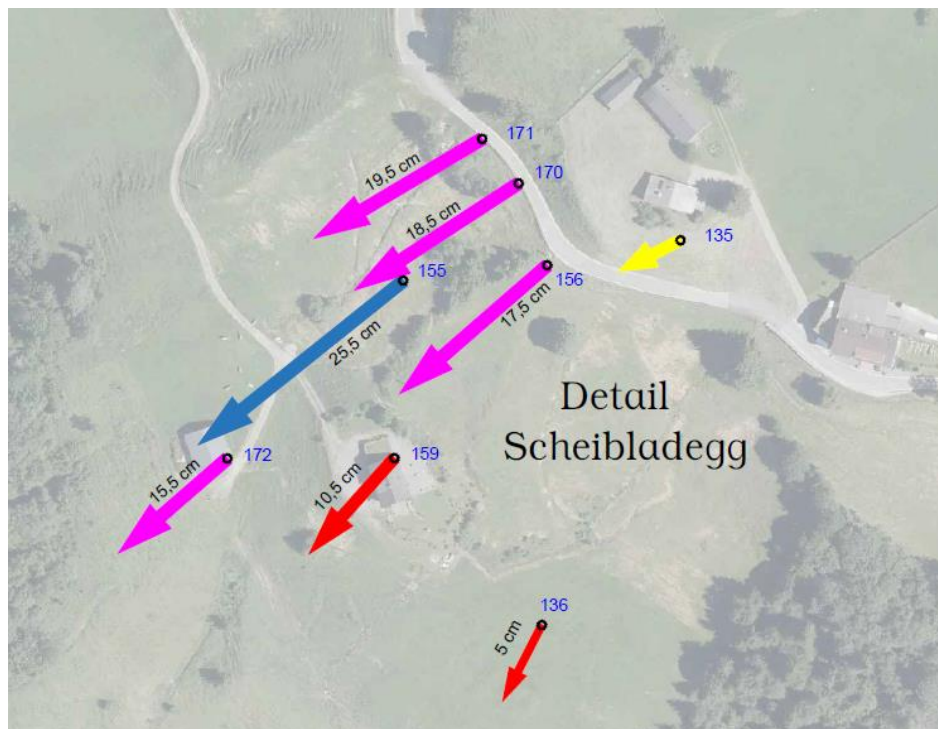 171
19,5 cm
170
18,5 cm
135
155
156
17,5 cm
25,5 cm
Detail
Scheibladegg
172
159
15,5 cm
10,5 cm
136
5 cm